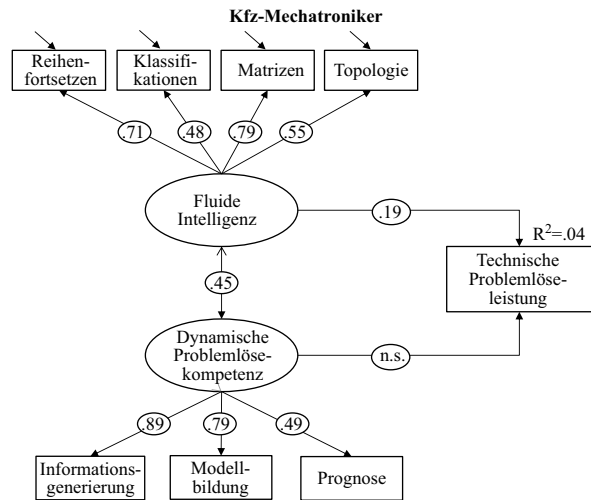 Kfz-Mechatroniker
Reihen-
fortsetzen
Klassifi-
kationen
Matrizen
Topologie
.71
.48
.79
.55
Fluide
Intelligenz
.19
R²=.04
Technische
Problemlöse-
leistung
.45
Dynamische
Problemlöse-
kompetenz
n.s.
.89
.79
.49
Informations-
generierung
Modell-
bildung
Prognose